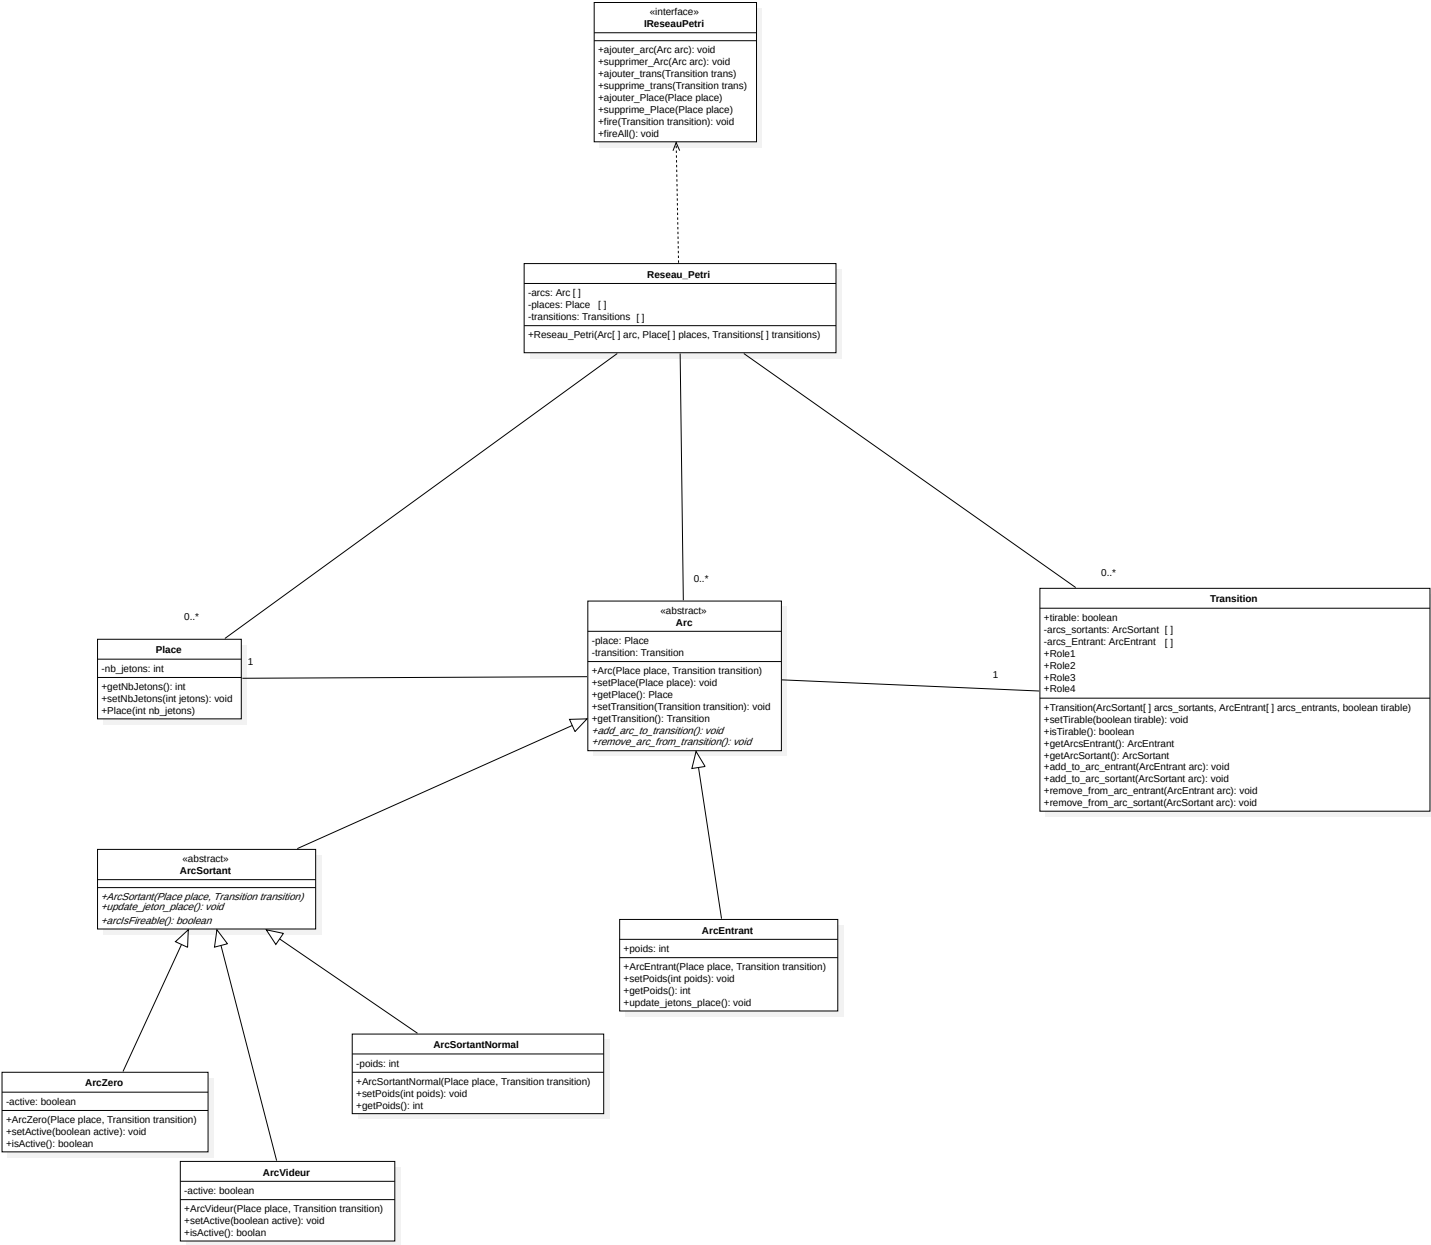 «interface»
IReseauPetri
+ajouter_arc(Arc arc): void
+supprimer_Arc(Arc arc): void
+ajouter_trans(Transition trans)
+supprime_trans(Transition trans)
+ajouter_Place(Place place)
+supprime_Place(Place place)
+fire(Transition transition): void
+fireAll(): void
Reseau_Petri
-arcs: Arc [ ]
-places: Place [ ]
-transitions: Transitions [ ]
+Reseau_Petri(Arc[ ] arc, Place[ ] places, Transitions[ ] transitions)
0..*
0..*
0..*
Place
-nb_jetons: int
+getNbJetons(): int
+setNbJetons(int jetons): void
+Place(int nb_jetons)
1
«abstract»
Arc
-place: Place
-transition: Transition
+Arc(Place place, Transition transition)
+setPlace(Place place): void
+getPlace(): Place
+setTransition(Transition transition): void
+getTransition(): Transition
+add_arc_to_transition(): void
+remove_arc_from_transition(): void
1
Transition
+tirable: boolean
-arcs_sortants: ArcSortant [ ]
-arcs_Entrant: ArcEntrant [ ]
+Role1
+Role2
+Role3
+Role4
+Transition(ArcSortant[ ] arcs_sortants, ArcEntrant[ ] arcs_entrants, boolean tirable)
+setTirable(boolean tirable): void
+isTirable(): boolean
+getArcsEntrant(): ArcEntrant
+getArcSortant(): ArcSortant
+add_to_arc_entrant(ArcEntrant arc): void
+add_to_arc_sortant(ArcSortant arc): void
+remove_from_arc_entrant(ArcEntrant arc): void
+remove_from_arc_sortant(ArcSortant arc): void
«abstract»
ArcSortant
+ArcSortant(Place place, Transition transition)
+update_jeton_place(): void
+arcIsFireable(): boolean
ArcEntrant
+poids: int
+ArcEntrant(Place place, Transition transition)
+setPoids(int poids): void
+getPoids(): int
+update_jetons_place(): void
ArcSortantNormal
-poids: int
+ArcSortantNormal(Place place, Transition transition)
+setPoids(int poids): void
+getPoids(): int
ArcZero
-active: boolean
+ArcZero(Place place, Transition transition)
+setActive(boolean active): void
+isActive(): boolean
ArcVideur
-active: boolean
+ArcVideur(Place place, Transition transition)
+setActive(boolean active): void
+isActive(): boolan